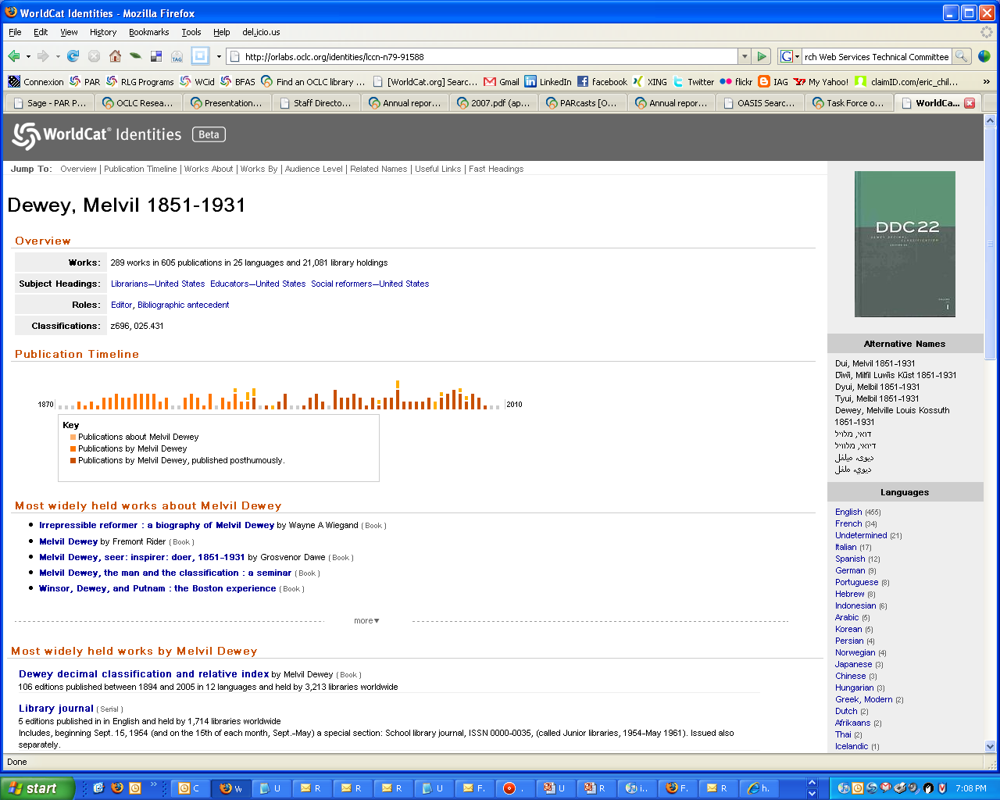 WorldCat Identities - Mozilla Firefox
File Edit View History Bookmarks Tools Help del.icio.us
http://orlabs.oclc.org/identities/lccn-n79-91588
rch Web Services Technical Committee
Connexion PAR RLG Programs WCid BFAS Find an OCLC library ... [WorldCat.org] Searc... Gmail LinkedIn facebook XING Twitter flickr IAG My Yahoo! claimID.com/eric_chil... »
Sage - PAR P... OCLC Resea... Presentation... Staff Directo... Annual repor... 2007.pdf (ap... PARcasts [O... Annual repor... OASIS Searc... Task Force o... WorldCa...
WorldCat® Identities Beta
Jump To: Overview | Publication Timeline | Works About | Works By | Audience Level | Related Names | Useful Links | Fast Headings
Dewey, Melvil 1851-1931
Overview
Works: 289 works in 605 publications in 25 languages and 21,081 library holdings
Subject Headings: Librarians—United States Educators—United States Social reformers—United States
Roles: Editor, Bibliographic antecedent
Classifications: z696, 025.431
Publication Timeline
1870 2010
Key
Publications about Melvil Dewey
Publications by Melvil Dewey
Publications by Melvil Dewey, published posthumously.
Most widely held works about Melvil Dewey
• Irrepressible reformer : a biography of Melvil Dewey by Wayne A Wiegand ( Book )
• Melvil Dewey by Fremont Rider ( Book )
• Melvil Dewey, seer: inspirer: doer, 1851-1931 by Grosvenor Dawe ( Book )
• Melvil Dewey, the man and the classification : a seminar ( Book )
• Winsor, Dewey, and Putnam : the Boston experience ( Book )
more▼
Most widely held works by Melvil Dewey
Dewey decimal classification and relative index by Melvil Dewey ( Book )
106 editions published between 1894 and 2005 in 12 languages and held by 3,213 libraries worldwide
Library journal ( Serial )
5 editions published in in English and held by 1,714 libraries worldwide
Includes, beginning Sept. 15, 1954 (and on the 15th of each month, Sept.-May) a special section: School library journal, ISSN 0000-0035, (called Junior libraries, 1954-May 1961). Issued also
separately.
DDC 22
DEWEY DECIMAL
CLASSIFICATION
Alternative Names
Dui, Melvil 1851-1931
Dīwī, Milfil Luwīs Kūst 1851-1931
Dyui, Melbil 1851-1931
Tyui, Melbil 1851-1931
Dewey, Melville Louis Kossuth
1851-1931
דואי, מלויל
דיואי, מלוויל
ديوى، ميلفل
ديوي، ملفل
Languages
English (455)
French (34)
Undetermined (21)
Italian (17)
Spanish (12)
German (9)
Portuguese (8)
Hebrew (8)
Indonesian (6)
Arabic (5)
Korean (5)
Persian (4)
Norwegian (4)
Japanese (3)
Chinese (3)
Hungarian (3)
Greek, Modern (2)
Dutch (2)
Afrikaans (2)
Thai (2)
Icelandic (1)
Done
start » C W U R R R U F. . U R i.. F. R h. 7:08 PM